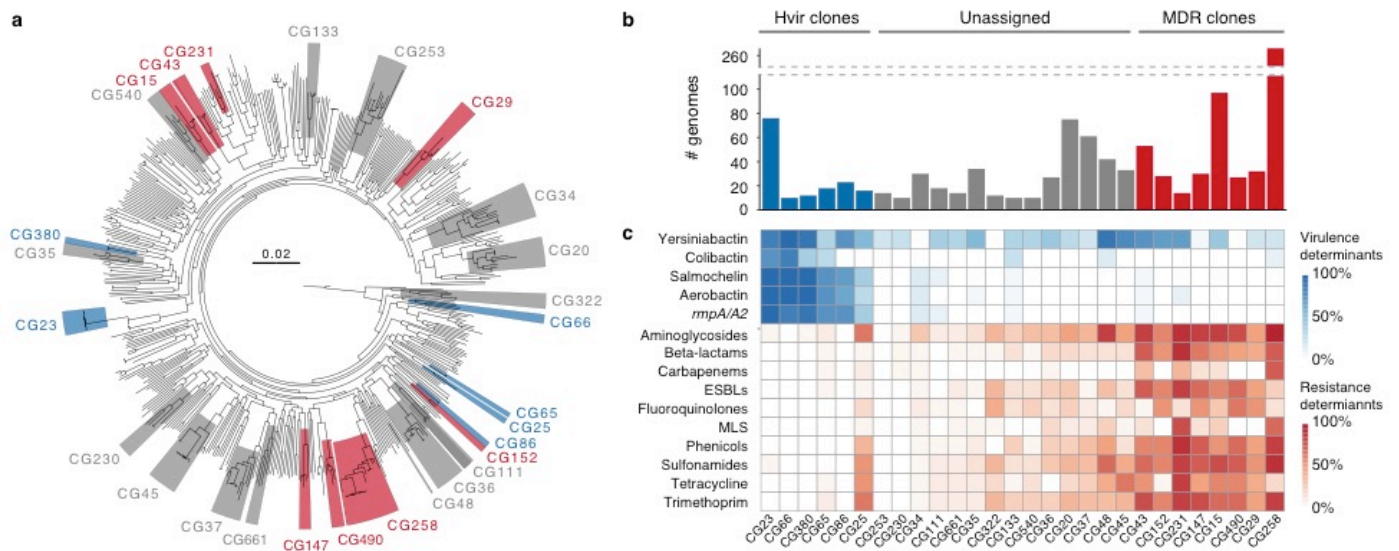 a
CG133
CG253
CG231
CG43
CG15
CG540
CG29
CG34
CG20
CG380
CG35
0.02
CG322
CG66
CG23
CG65
CG25
CG86
CG152
CG111
CG36
CG48
CG258
CG490
CG147
CG661
CG37
CG45
CG230
b
Hvir clones
Unassigned
MDR clones
# genomes
260
100
80
60
40
20
0
c
Yersiniabactin
Colibactin
Salmochelin
Aerobactin
rmpA/A2
Aminoglycosides
Beta-lactams
Carbapenems
ESBLs
Fluoroquinolones
MLS
Phenicols
Sulfonamides
Tetracycline
Trimethoprim
CG23 CG66 CG380 CG65 CG86 CG25 CG253 CG230 CG34 CG111 CG661 CG35 CG322 CG133 CG540 CG36 CG20 CG37 CG48 CG45 CG43 CG152 CG231 CG147 CG15 CG490 CG29 CG258
Virulence
determinants
100%
50%
0%
Resistance
determiannts
100%
50%
0%